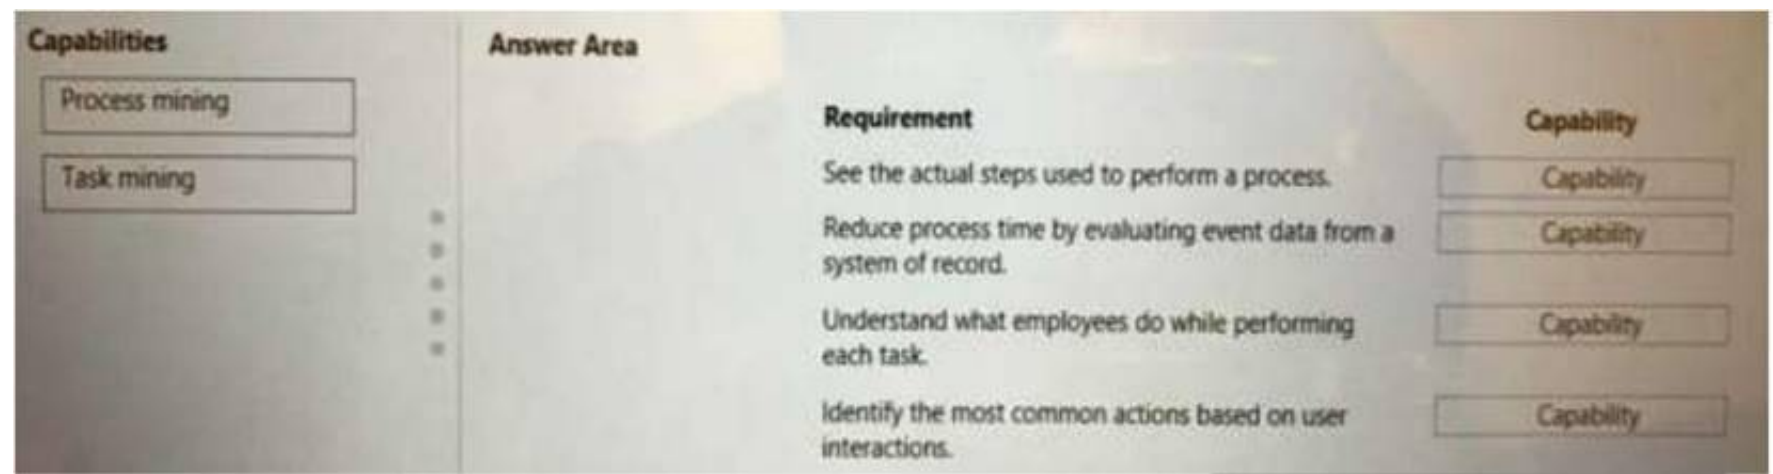 Capabilities
Process mining
Task mining
Answer Area
Requirement
Capability
See the actual steps used to perform a process.
Capability
Reduce process time by evaluating event data from a
system of record.
Capability
Understand what employees do while performing
each task.
Capability
Identify the most common actions based on user
interactions.
Capability